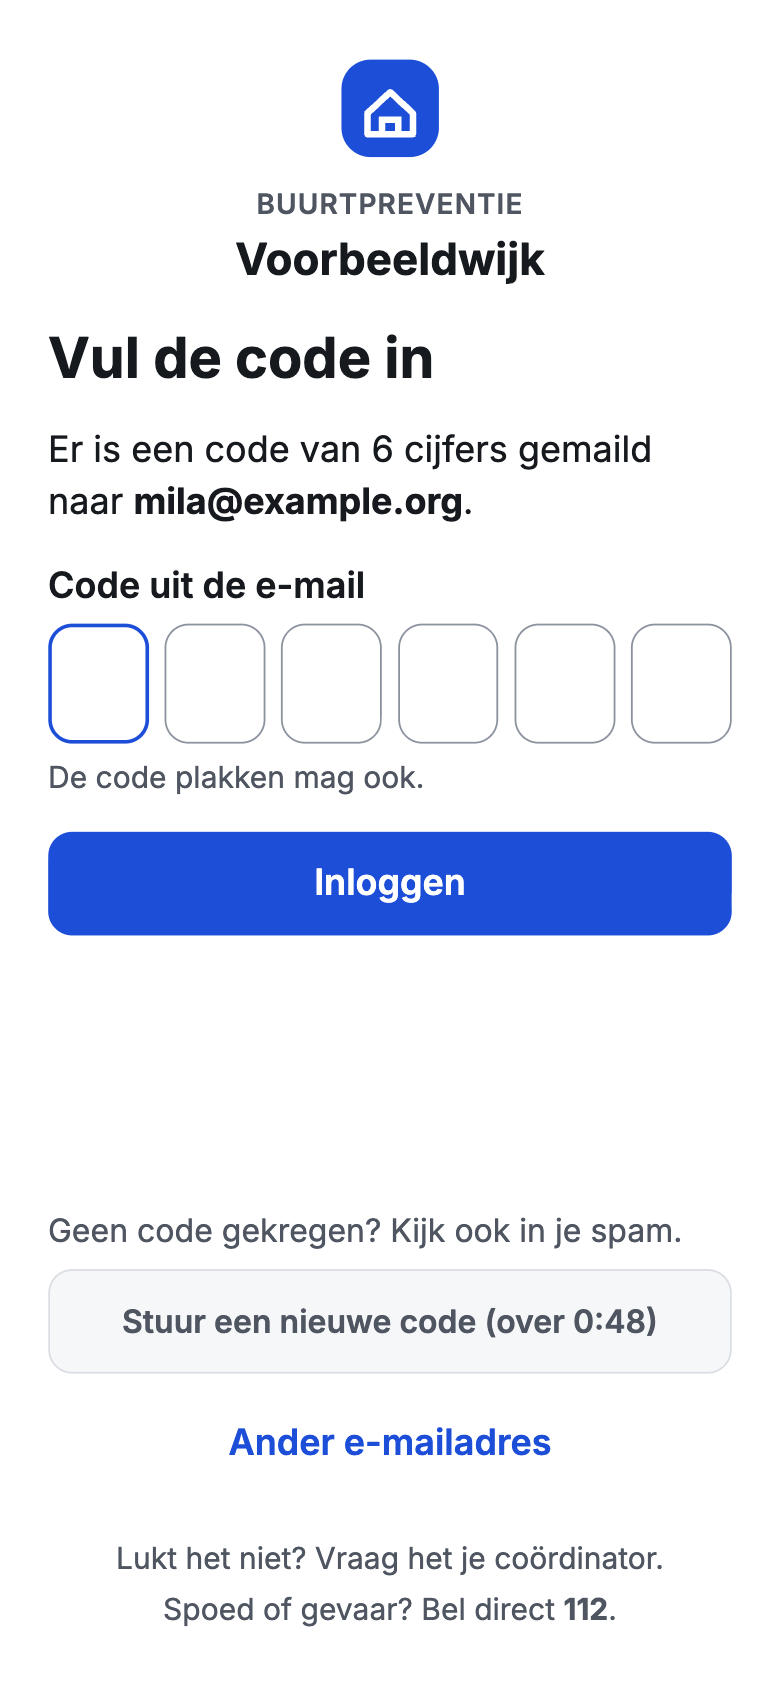 BUURTPREVENTIE
Voorbeeldwijk
Vul de code in
Er is een code van 6 cijfers gemaild
naar mila@example.org.
Code uit de e-mail
De code plakken mag ook.
Inloggen
Geen code gekregen? Kijk ook in je spam.
Stuur een nieuwe code (over 0:48)
Ander e-mailadres
Lukt het niet? Vraag het je coördinator.
Spoed of gevaar? Bel direct 112.